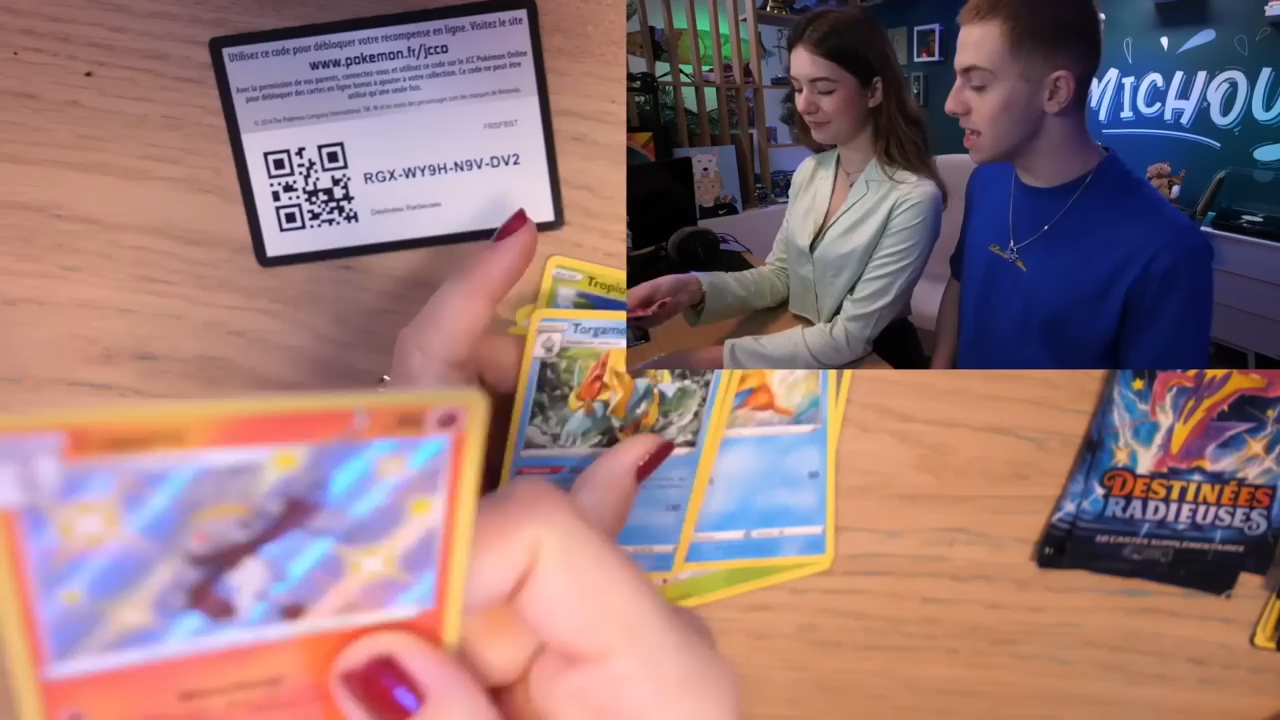 Utilisez ce code pour débloquer votre récompense en ligne. Visitez le site
www.pokemon.fr/jcco
Avec la permission de vos parents, connectez-vous et utilisez ce code sur le JCC Pokémon Online
pour débloquer des cartes en ligne bonus à ajouter à votre collection. Ce code ne peut être
utilisé qu'une seule fois.
FRSFBST
RGX-WY9H-N9V-DV2
Destinées Radieuses
MICHOU
DESTINÉES
RADIEUSES
10 CARTES SUPPLÉMENTAIRES